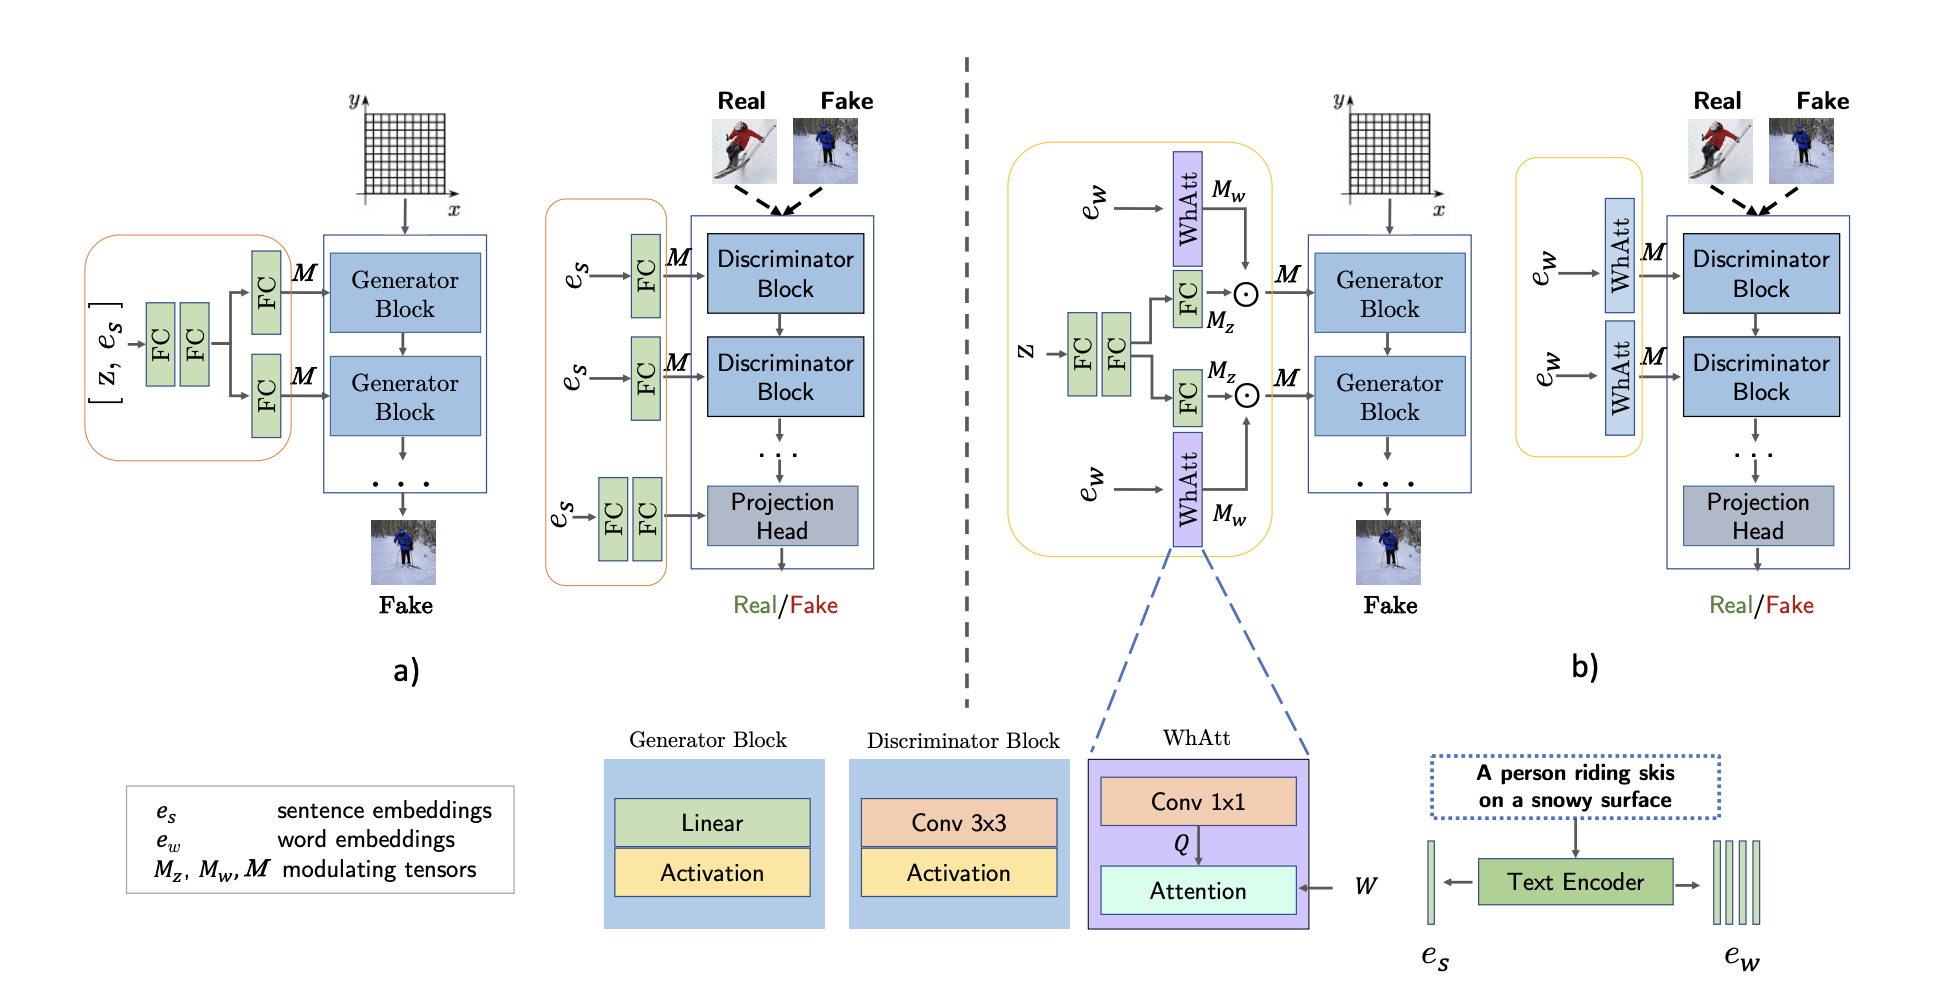 y
x
[ z, e_s ]
FC
FC
FC
FC
M
M
Generator
Block
Generator
Block
. . .
Fake
a)
Real
Fake
e_s
FC
M
Discriminator
Block
e_s
FC
M
Discriminator
Block
. . .
e_s
FC
FC
Projection
Head
Real/Fake
y
x
e_w
WhAtt
M_w
z
FC
FC
FC
M_z
⊙
M
FC
M_z
⊙
M
e_w
WhAtt
M_w
Generator
Block
Generator
Block
. . .
Fake
Real
Fake
e_w
WhAtt
M
Discriminator
Block
e_w
WhAtt
M
Discriminator
Block
. . .
Projection
Head
Real/Fake
b)
e_s sentence embeddings
e_w word embeddings
M_z, M_w, M modulating tensors
Generator Block
Linear
Activation
Discriminator Block
Conv 3x3
Activation
WhAtt
Conv 1x1
Q
Attention
W
A person riding skis
on a snowy surface
Text Encoder
e_s
e_w